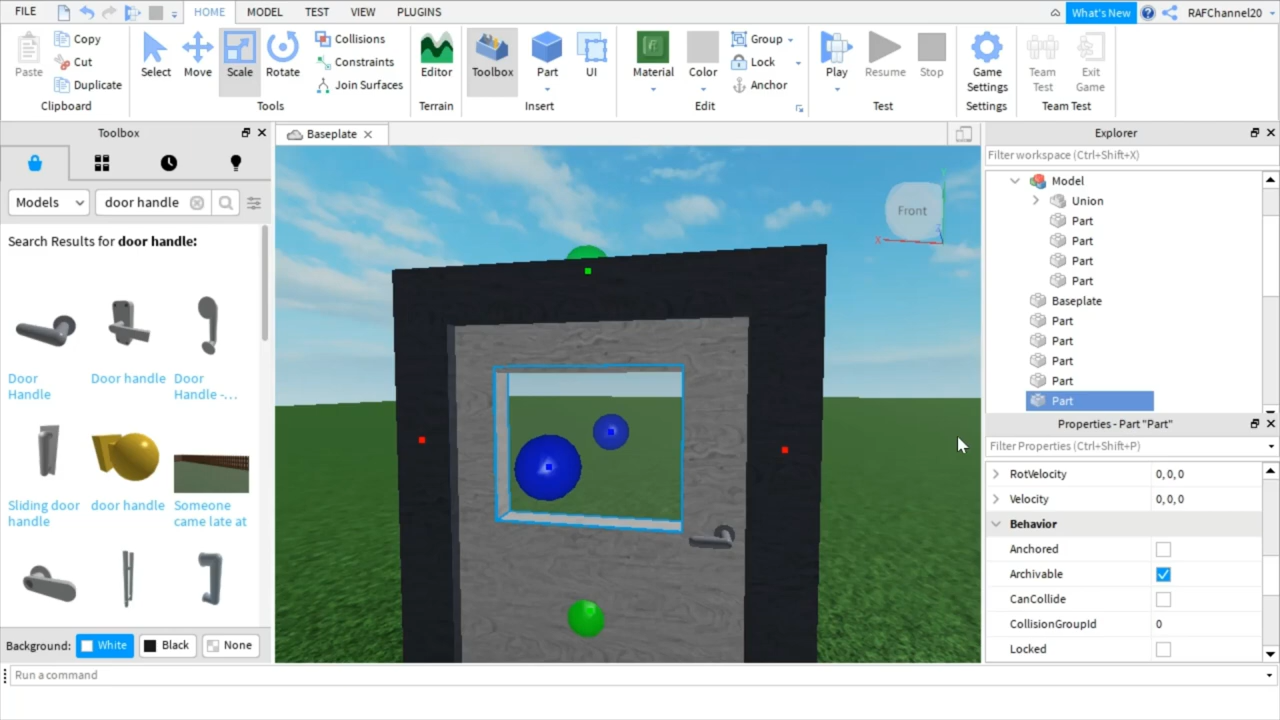 FILE HOME MODEL TEST VIEW PLUGINS What's New RAFChannel20
Paste Copy Cut Duplicate
Clipboard
Select Move Scale Rotate Collisions Constraints Join Surfaces
Tools
Editor
Terrain
Toolbox Part UI
Insert
Material Color Group Lock Anchor
Edit
Play Resume Stop
Test
Game Settings
Settings
Team Test Exit Game
Team Test
Toolbox
Models door handle
Search Results for door handle:
Door Handle
Door handle
Door Handle -...
Sliding door handle
door handle
Someone came late at
Background: White Black None
Baseplate
Front
X
Explorer
Filter workspace (Ctrl+Shift+X)
Model
Union
Part
Part
Part
Part
Baseplate
Part
Part
Part
Part
Part
Properties - Part "Part"
Filter Properties (Ctrl+Shift+P)
RotVelocity 0, 0, 0
Velocity 0, 0, 0
Behavior
Anchored
Archivable
CanCollide
CollisionGroupId 0
Locked
Run a command